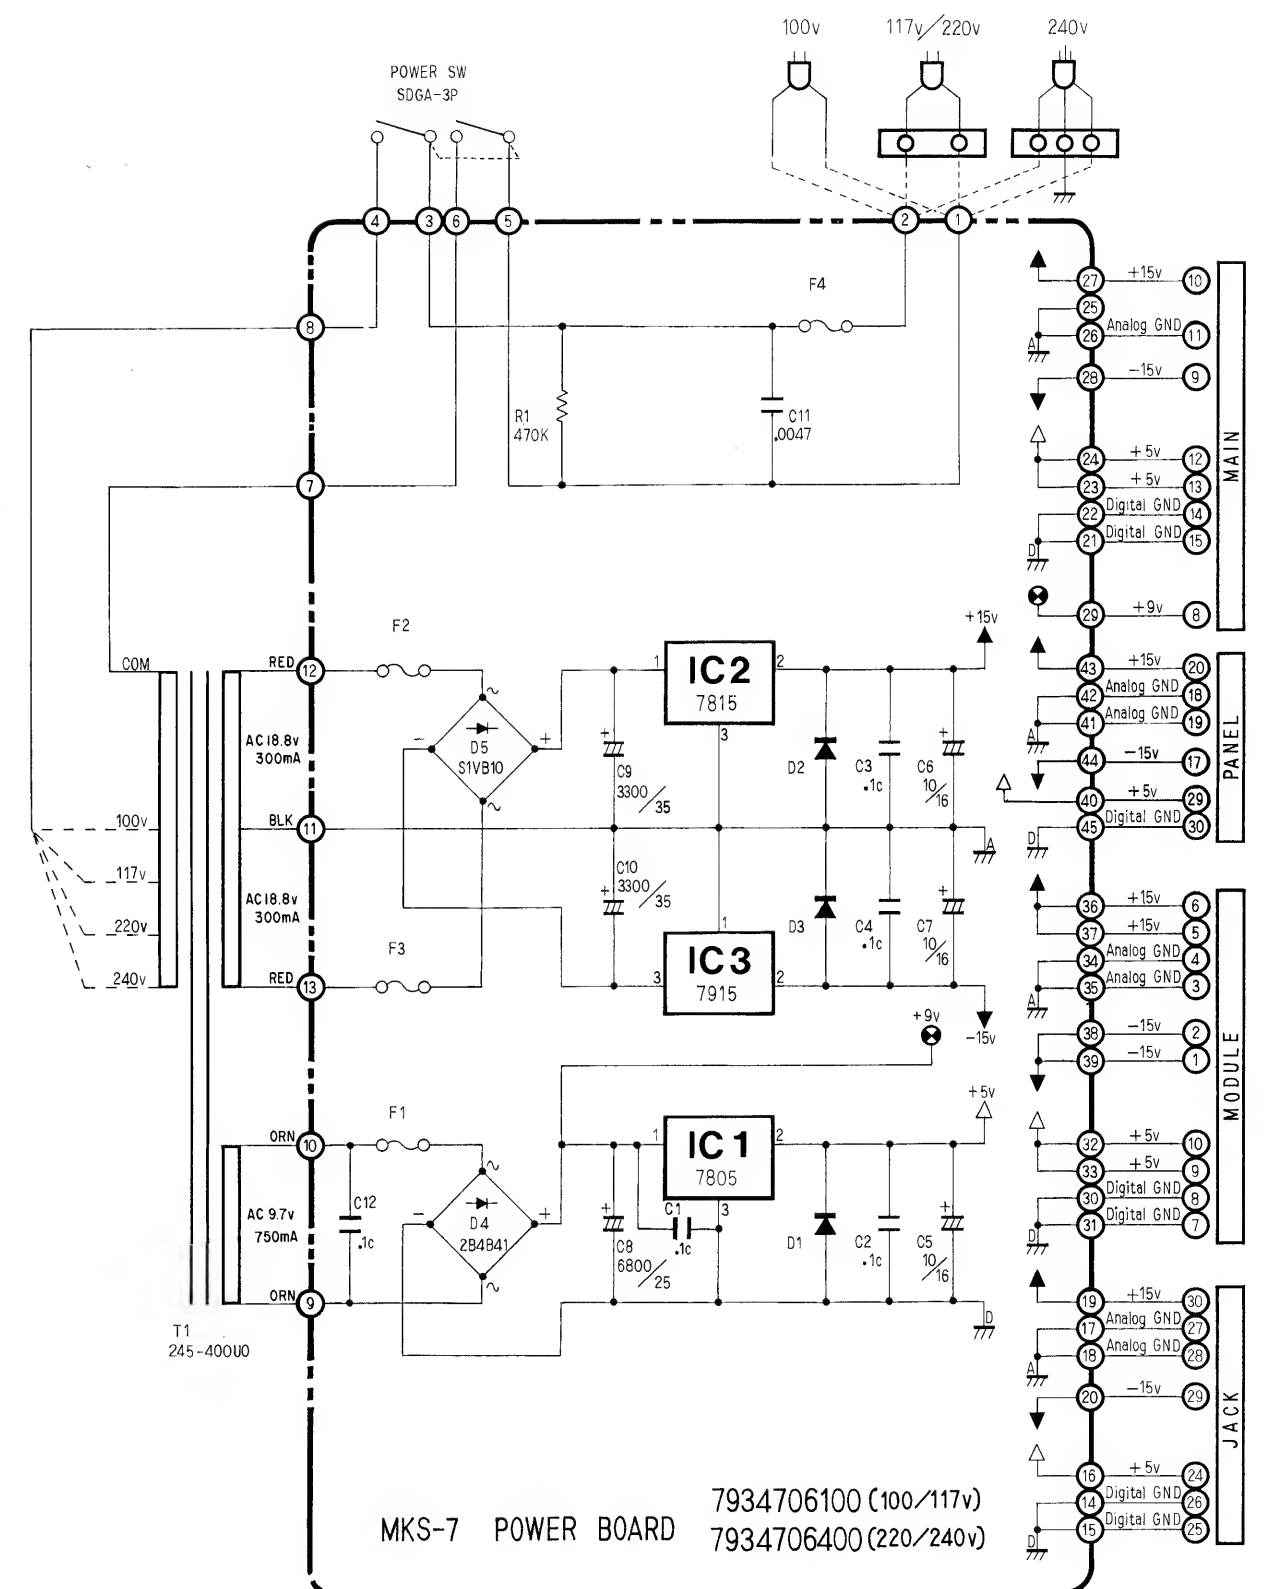 100v
117v/220v
240v
POWER SW
SDGA-3P
4
3
6
5
2
1
8
7
F4
R1
470K
C11
.0047
27 +15v 10
25
26 Analog GND 11
A
28 -15v 9
24 +5v 12
23 +5v 13
22 Digital GND 14
21 Digital GND 15
D
29 +9v 8
MAIN
43 +15v 20
42 Analog GND 18
41 Analog GND 19
A
44 -15v 17
40 +5v 29
45 Digital GND 30
D
PANEL
36 +15v 6
37 +15v 5
34 Analog GND 4
35 Analog GND 3
A
38 -15v 2
39 -15v 1
32 +5v 10
33 +5v 9
30 Digital GND 8
31 Digital GND 7
D
MODULE
19 +15v 30
17 Analog GND 27
18 Analog GND 28
A
20 -15v 29
16 +5v 24
14 Digital GND 26
15 Digital GND 25
D
JACK
COM
100v
117v
220v
240v
RED 12
AC18.8v
300mA
BLK 11
AC18.8v
300mA
RED 13
ORN 10
AC 9.7v
750mA
ORN 9
T1
245-400U0
F2
~
- +
D5
S1VB10
~
F3
1 IC2 2
7815
3
+
C9
3300/35
+
C10
3300/35
1
3 IC3 2
7915
D2
C3
.1c
+
C6
10/16
D3
C4
.1c
+
C7
10/16
+15v
A
-15v
+9v
F1
C12
.1c
~
- +
D4
2B4B41
~
1 IC1 2
7805
3
C1
.1c
+
C8
6800/25
D1
C2
.1c
+
C5
10/16
+5v
D
MKS-7 POWER BOARD
7934706100 (100/117v)
7934706400 (220/240v)